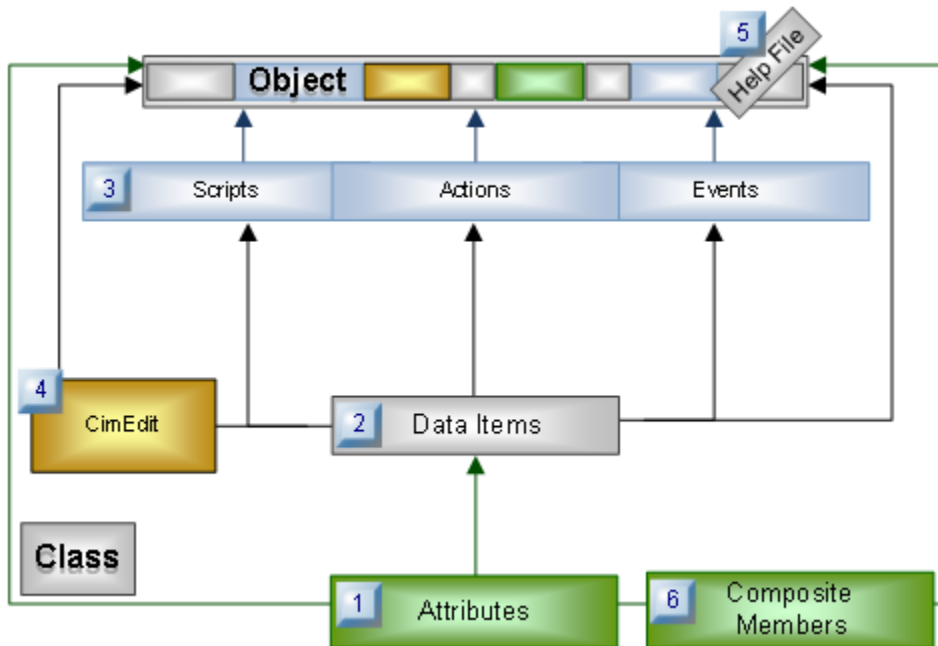 5
Help File
Object
3
Scripts
Actions
Events
4
CimEdit
2
Data Items
Class
1
Attributes
6
Composite
Members